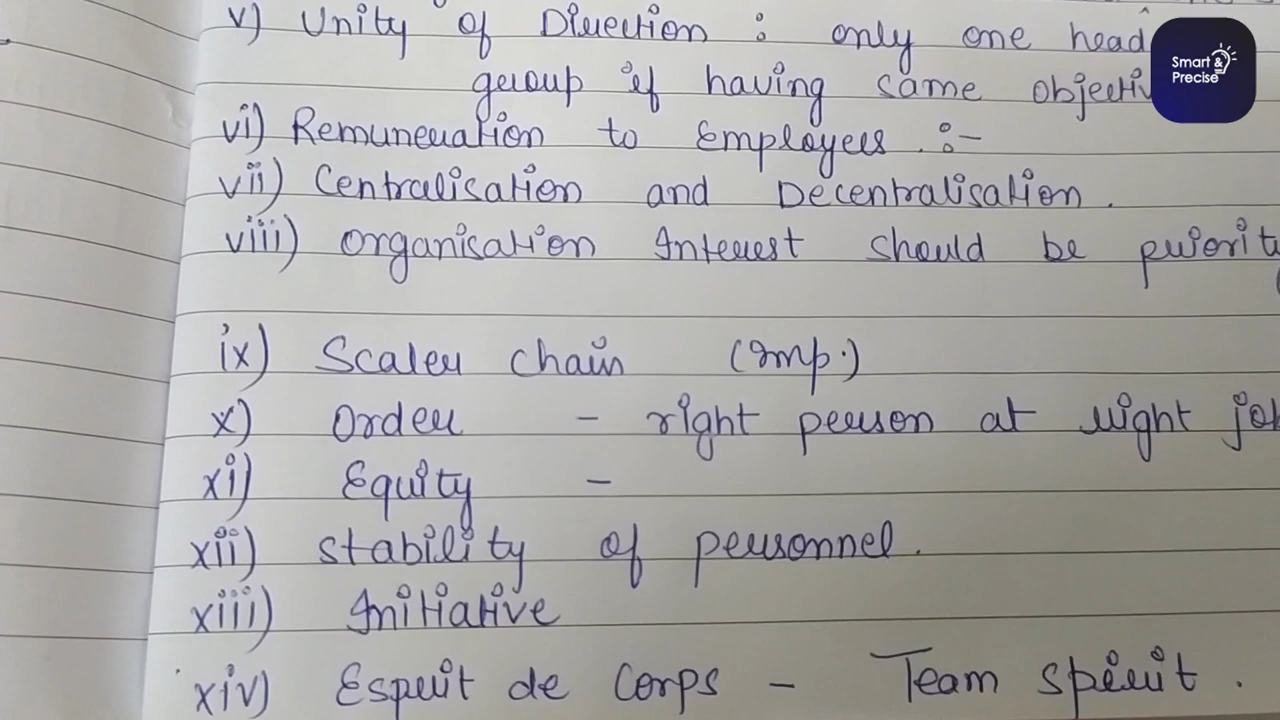 v) Unity of Direction : only one head
group if having same objectiv
vi) Remuneration to Employees :-
vii) Centralisation and Decentralisation.
viii) Organisation Interest should be priorit
ix) Scaler chain (Imp.)
x) Order - right person at right job
xi) Equity -
xii) Stability of personnel.
xiii) Initiative
xiv) Esprit de Corps - Team spirit.
Smart &
Precise